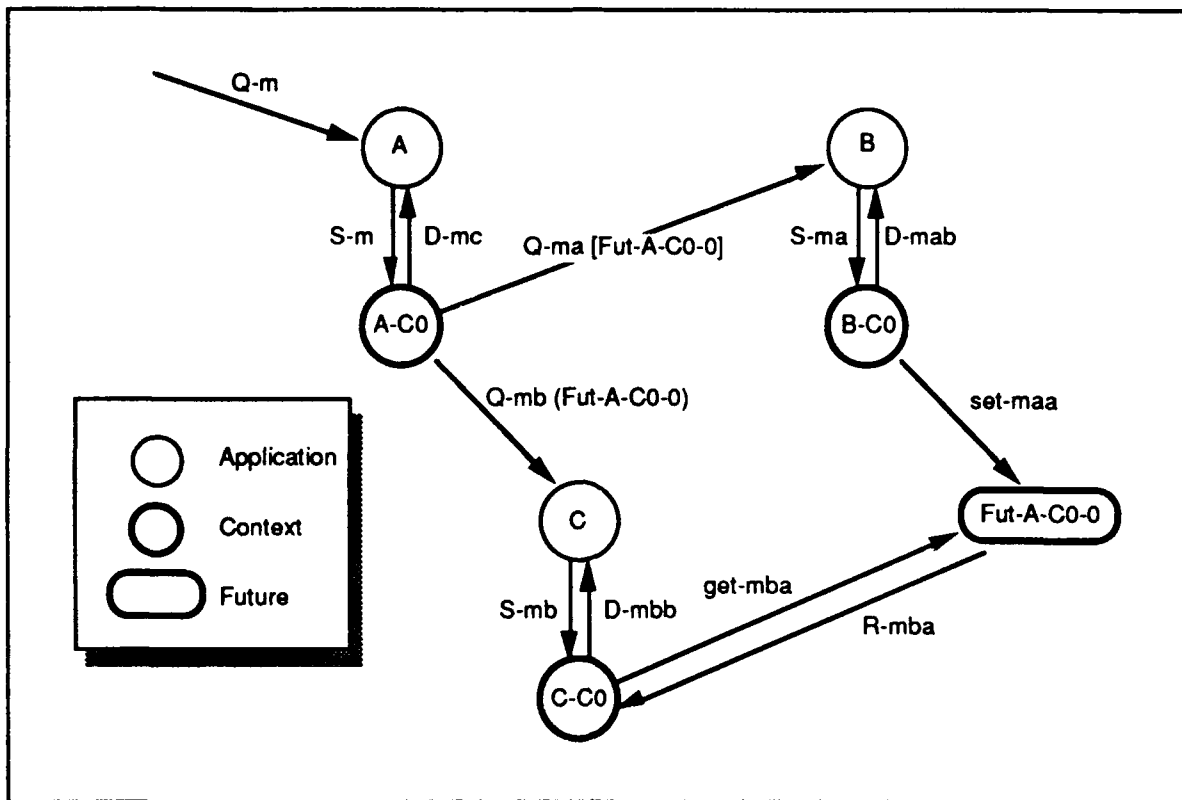 Q-m
A
B
S-m
D-mc
Q-ma [Fut-A-C0-0]
S-ma
D-mab
A-C0
B-C0
Q-mb (Fut-A-C0-0)
set-maa
Application
Context
Future
C
Fut-A-C0-0
get-mba
S-mb
D-mbb
R-mba
C-C0